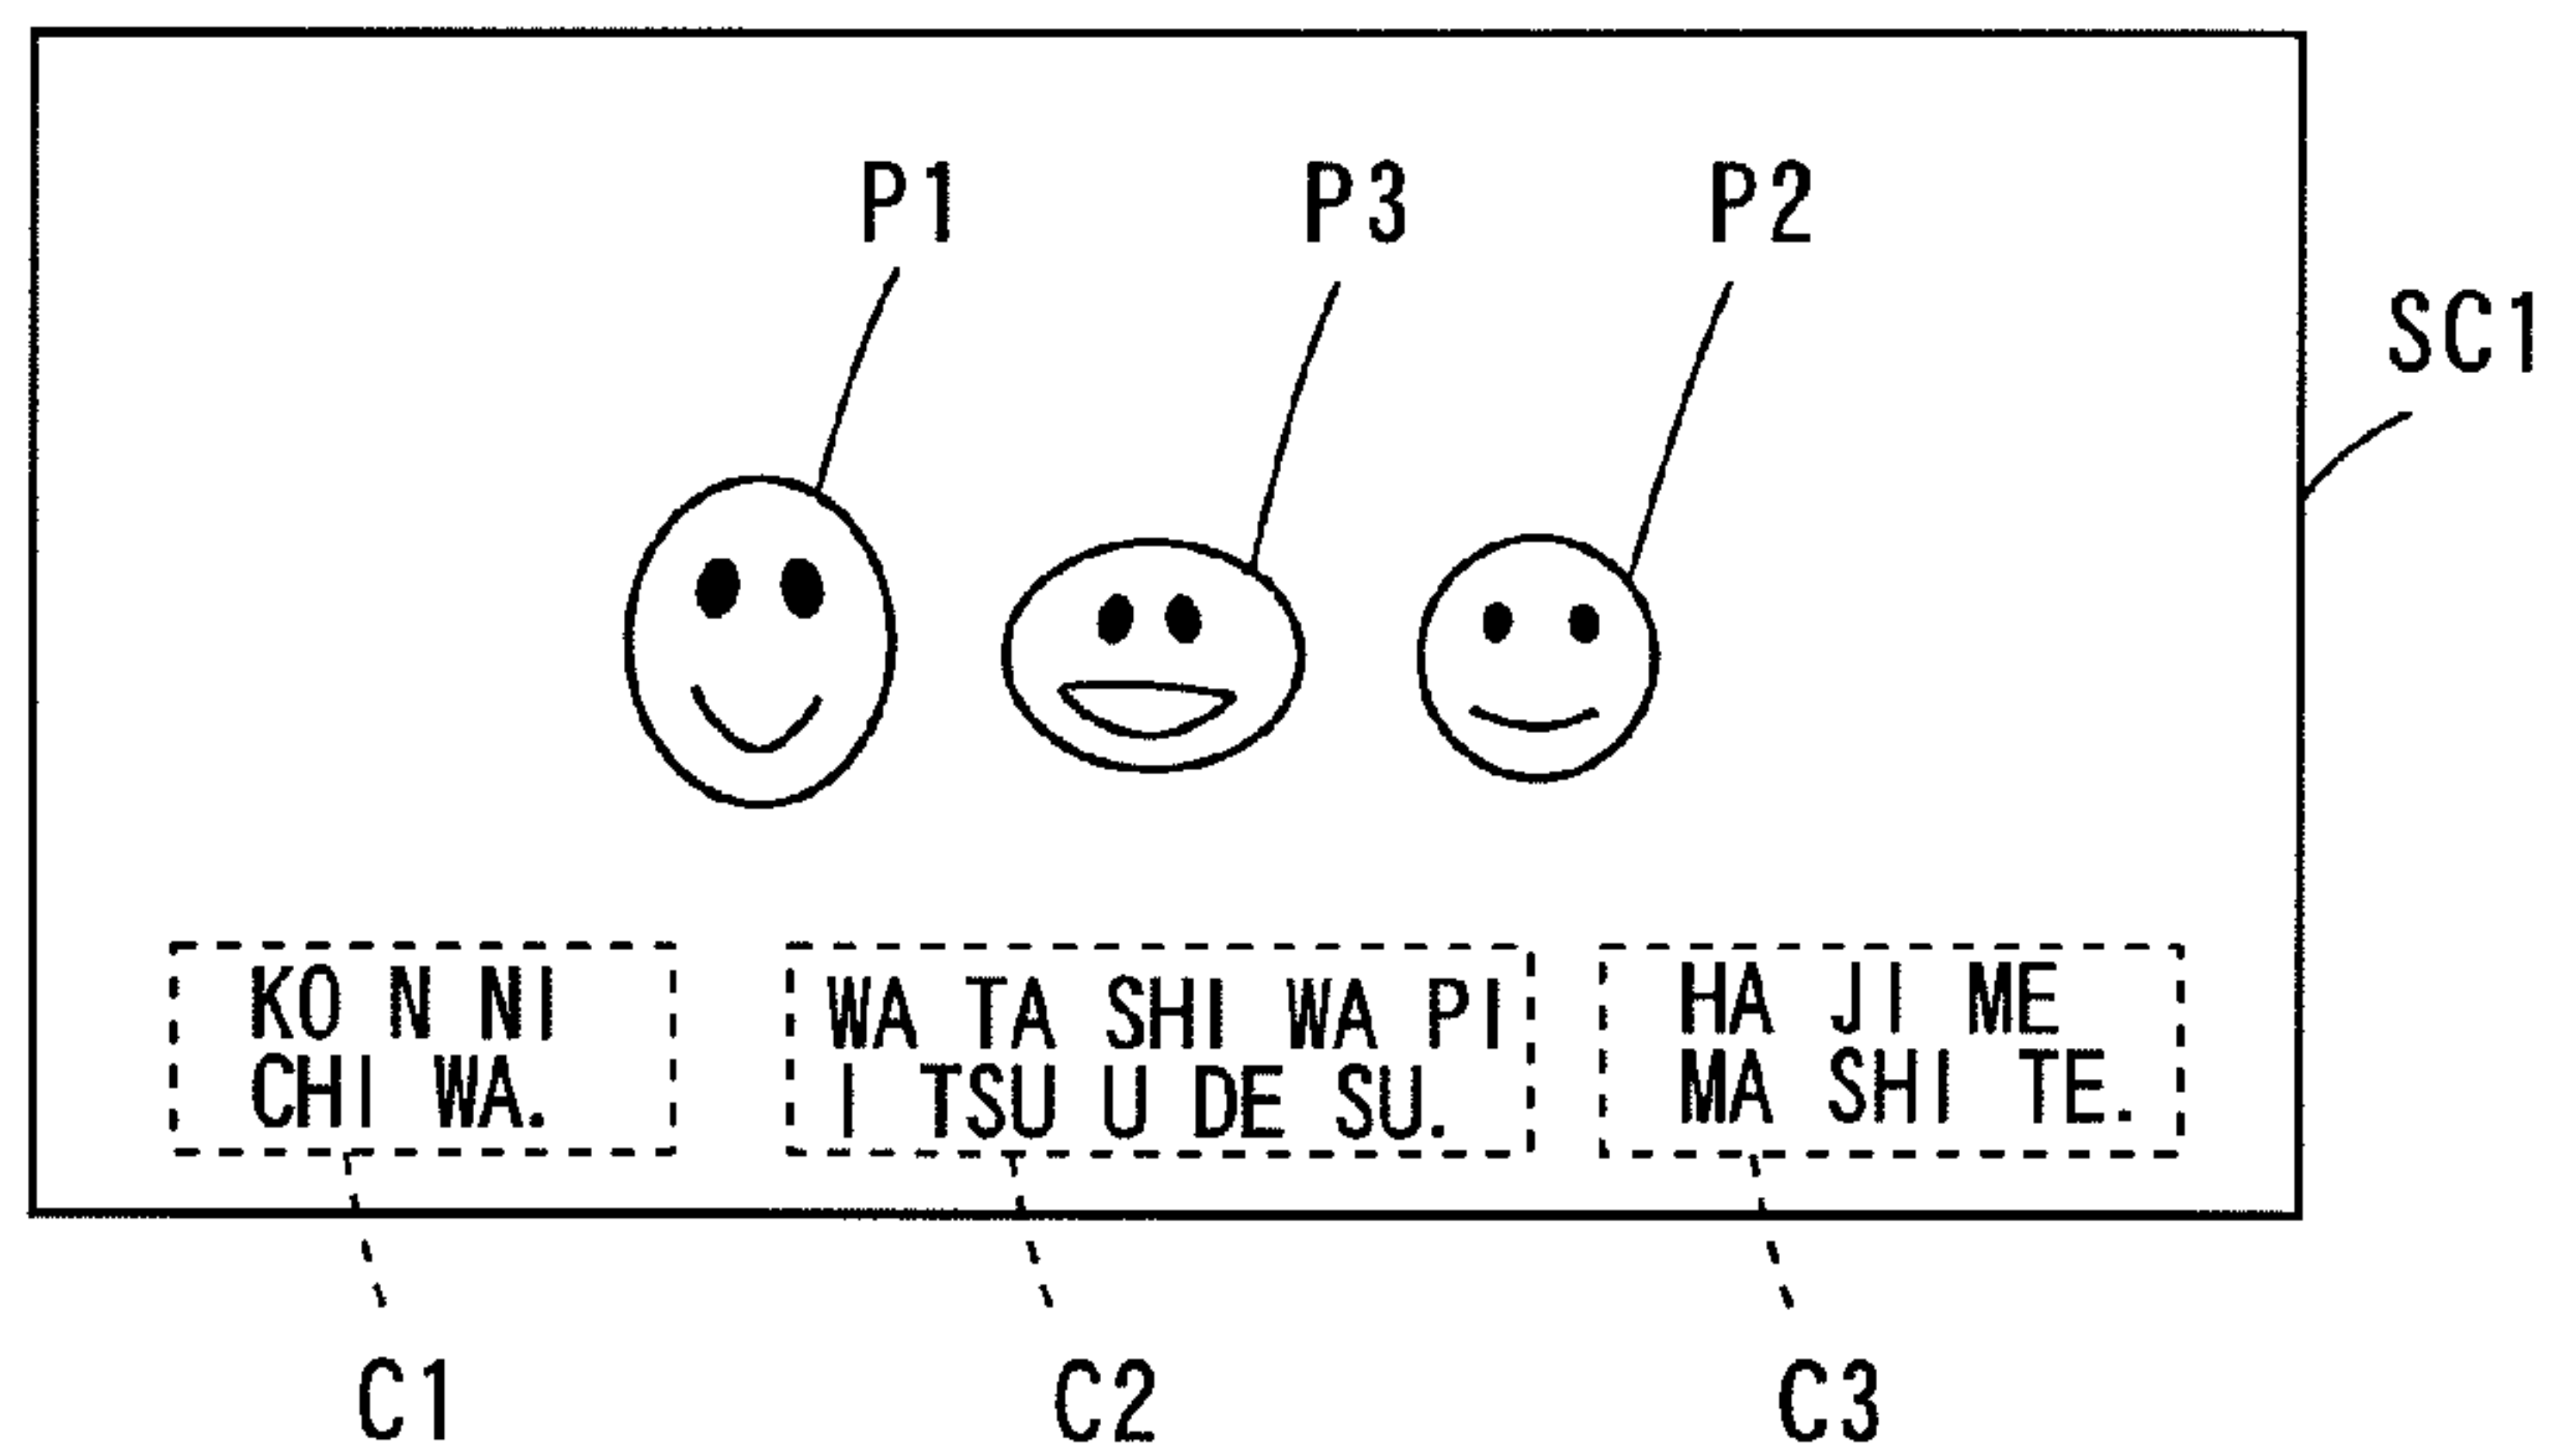 P1 P3 P2
SC1
KO N NI
CHI WA.
WA TA SHI WA PI
I TSU U DE SU.
HA JI ME
MA SHI TE.
C1 C2 C3